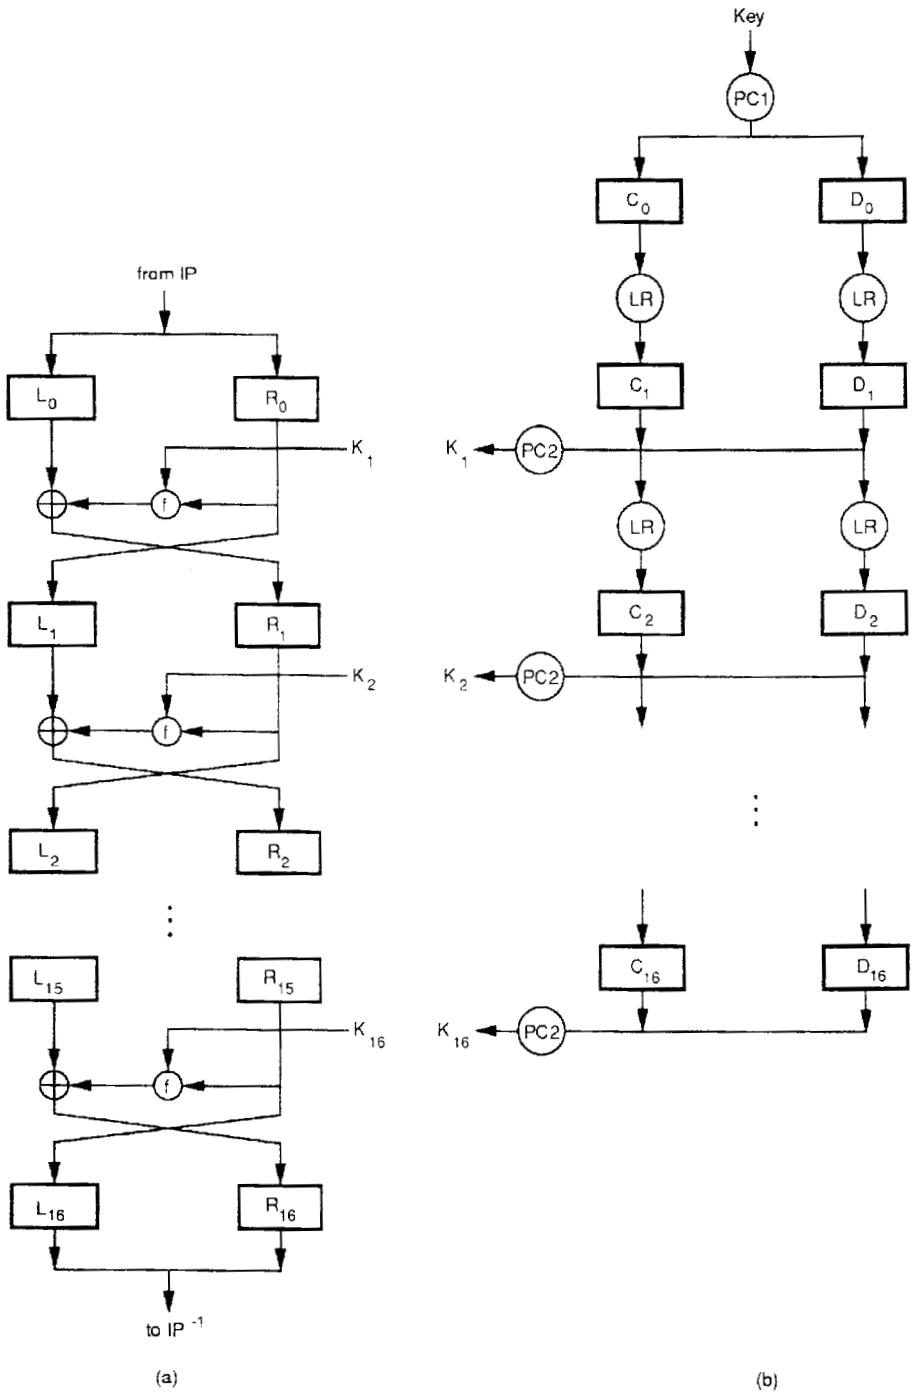 Key
PC1
C0 D0
LR LR
from IP
L0 R0 C1 D1
K1 K1 PC2
f
LR LR
L1 R1 C2 D2
K2 K2 PC2
f
L2 R2
⋮
⋮
L15 R15 C16 D16
K16 K16 PC2
f
L16 R16
to IP -1
(a) (b)